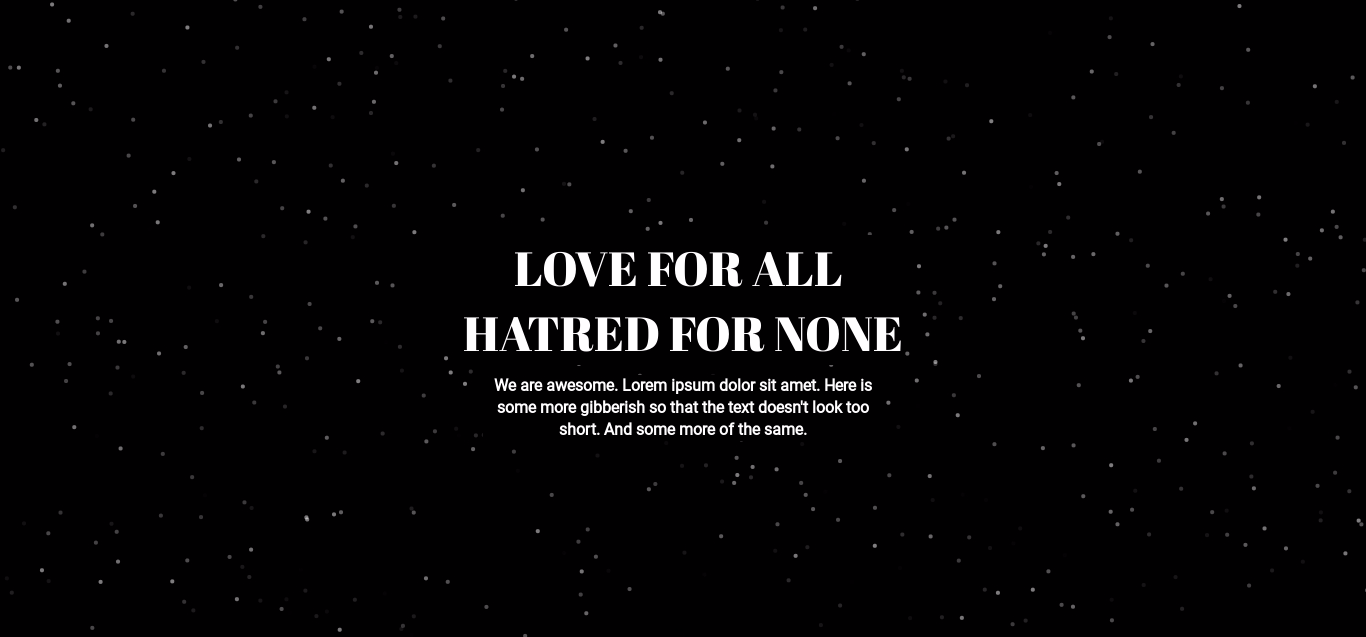 LOVE FOR ALL
HATRED FOR NONE
We are awesome. Lorem ipsum dolor sit amet. Here is
some more gibberish so that the text doesn't look too
short. And some more of the same.